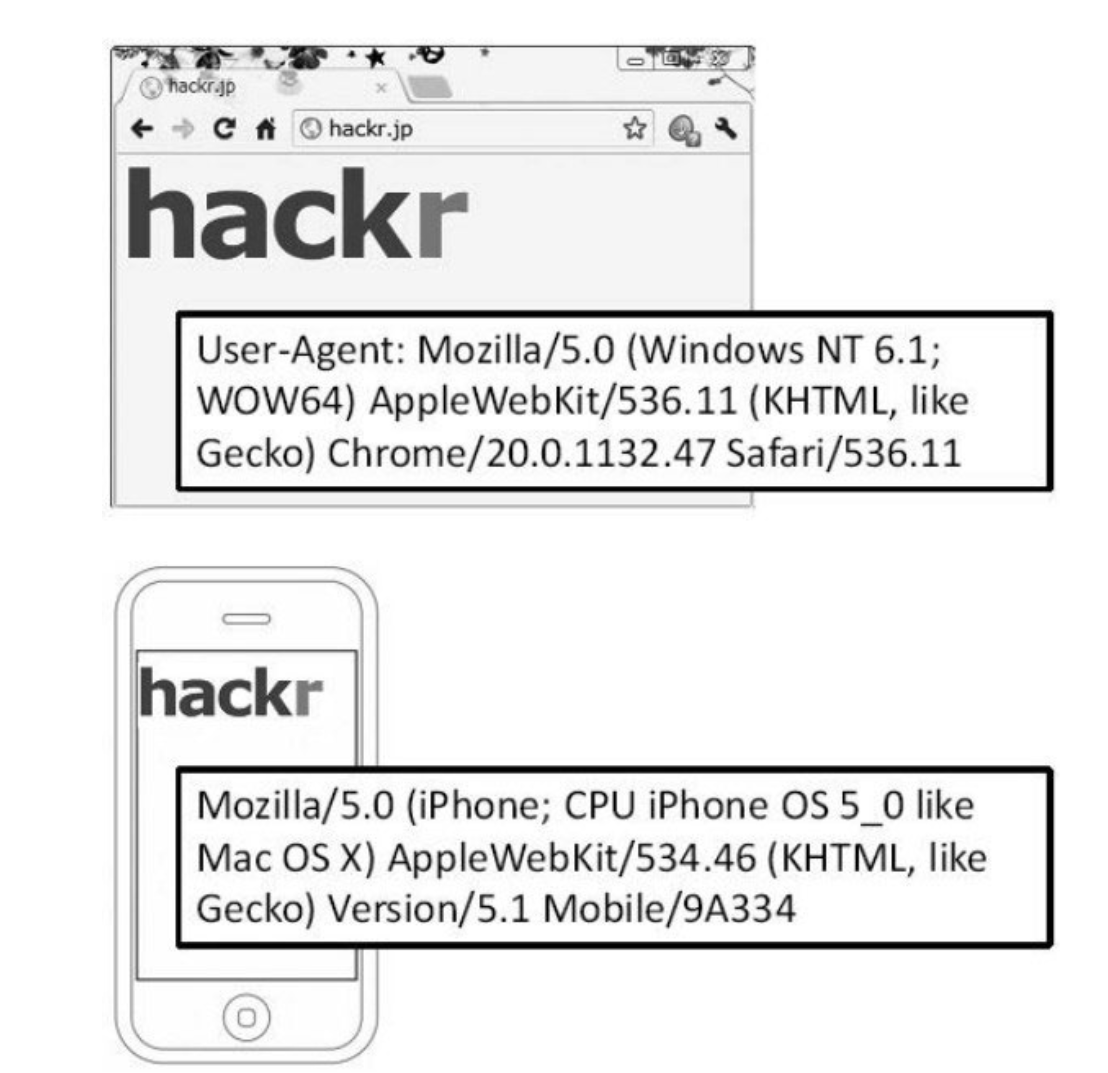 hackr.jp
hackr.jp
hackr
User-Agent: Mozilla/5.0 (Windows NT 6.1;
WOW64) AppleWebKit/536.11 (KHTML, like
Gecko) Chrome/20.0.1132.47 Safari/536.11
hackr
Mozilla/5.0 (iPhone; CPU iPhone OS 5_0 like
Mac OS X) AppleWebKit/534.46 (KHTML, like
Gecko) Version/5.1 Mobile/9A334